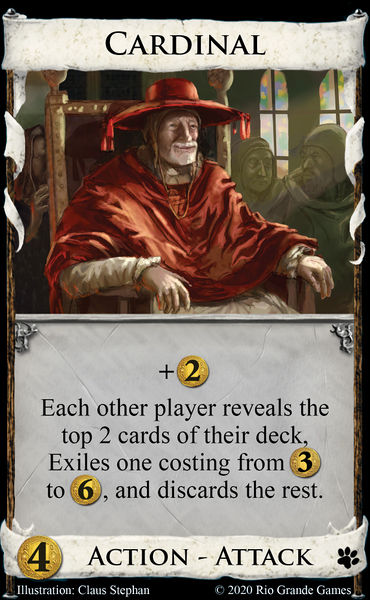 CARDINAL
+2
Each other player reveals the
top 2 cards of their deck,
Exiles one costing from 3
to 6, and discards the rest.
4 ACTION - ATTACK
Illustration: Claus Stephan © 2020 Rio Grande Games